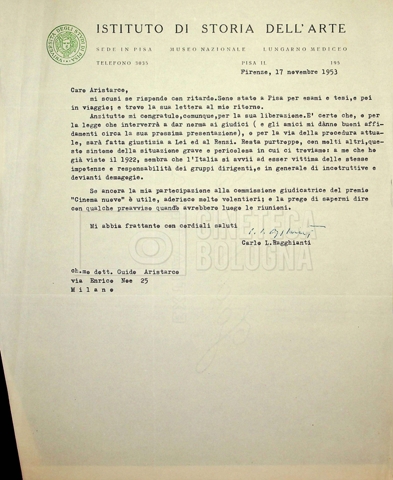 ISTITUTO DI STORIA DELL'ARTE
SEDE IN PISA MUSEO NAZIONALE LUNGARNO MEDICEO
TELEFONO 3035 PISA IL 195
Firenze, 17 novembre 1953
Caro Aristarco,
mi scusi se rispondo con ritardo. Sono stato a Pisa per esami e tesi, e poi
in viaggio; e trovo la sua lettera al mio ritorno.
Anzitutto mi congratulo, comunque, per la sua liberazione. E' certo che, o per
la legge che interverrà a dar norma ai giudici ( e gli amici mi danno buoni affi-
damenti circa la sua prossima presentazione), o per la via della procedura attua-
le, sarà fatta giustizia a Lei ed al Renzi. Resta purtroppo, con molti altri, que-
sto sintomo della situazione grave e pericolosa in cui ci troviamo: a me che ho
già visto il 1922, sembra che l'Italia si avvii ad esser vittima delle stesse
impotenze e responsabilità dei gruppi dirigenti, e in generale di incostruttive e
devianti demagogie.
Se ancora la mia partecipazione alla commissione giudicatrice del premio
"Cinema nuovo" è utile, aderisco molto volentieri; e la prego di sapermi dire
con qualche preavviso quando avrebbero luogo le riunioni.
Mi abbia frattanto con cordiali saluti
Carlo L. Ragghianti
ch.mo dott. Guido Aristarco
via Enrico Noe 25
Milano
CINETECA
BOLOGNA